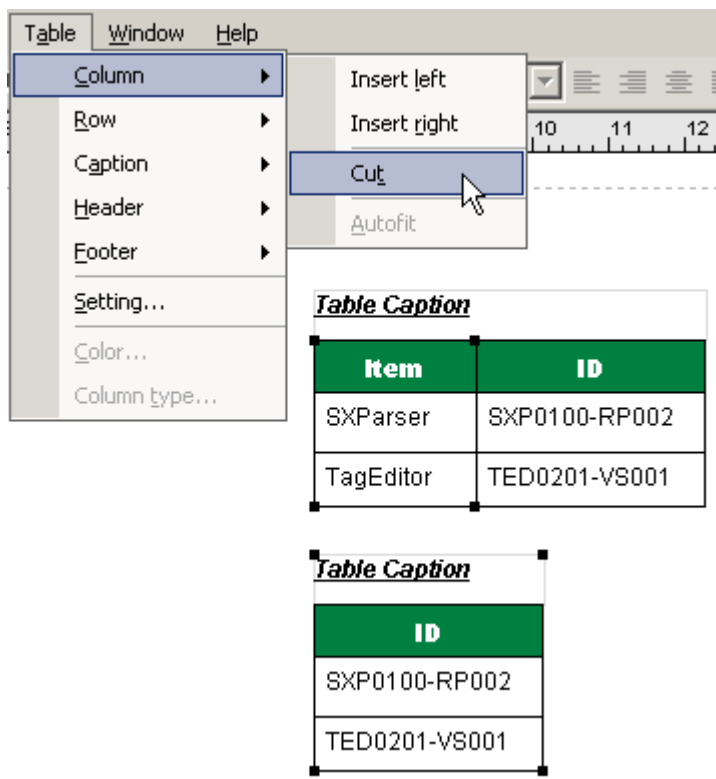 Table Window Help
Column Insert left
Row Insert right 10 11 12
Caption Cut
Header Autofit
Footer
Setting...
Color...
Column type...
Table Caption
Item ID
SXParser SXP0100-RP002
TagEditor TED0201-VS001
Table Caption
ID
SXP0100-RP002
TED0201-VS001